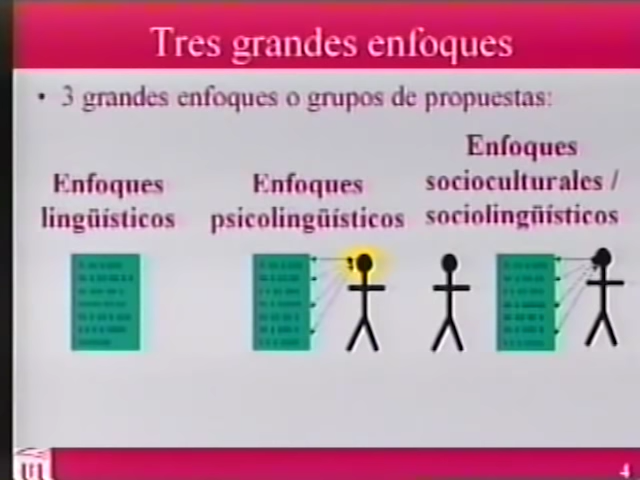 Tres grandes enfoques
• 3 grandes enfoques o grupos de propuestas:
Enfoques
lingüísticos
Enfoques
psicolingüísticos
Enfoques
socioculturales /
sociolingüísticos
4